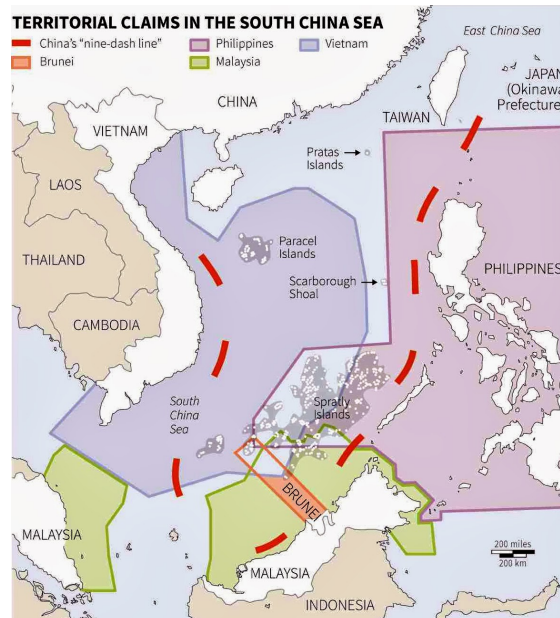 TERRITORIAL CLAIMS IN THE SOUTH CHINA SEA
China's "nine-dash line"
Philippines
Vietnam
Brunei
Malaysia
East China Sea
JAPAN
(Okinawa
Prefecture)
CHINA
TAIWAN
VIETNAM
Pratas
Islands
LAOS
Paracel
Islands
THAILAND
Scarborough
Shoal
PHILIPPINES
CAMBODIA
South
China
Sea
Spratly
Islands
BRUNEI
MALAYSIA
200 miles
200 km
MALAYSIA
INDONESIA